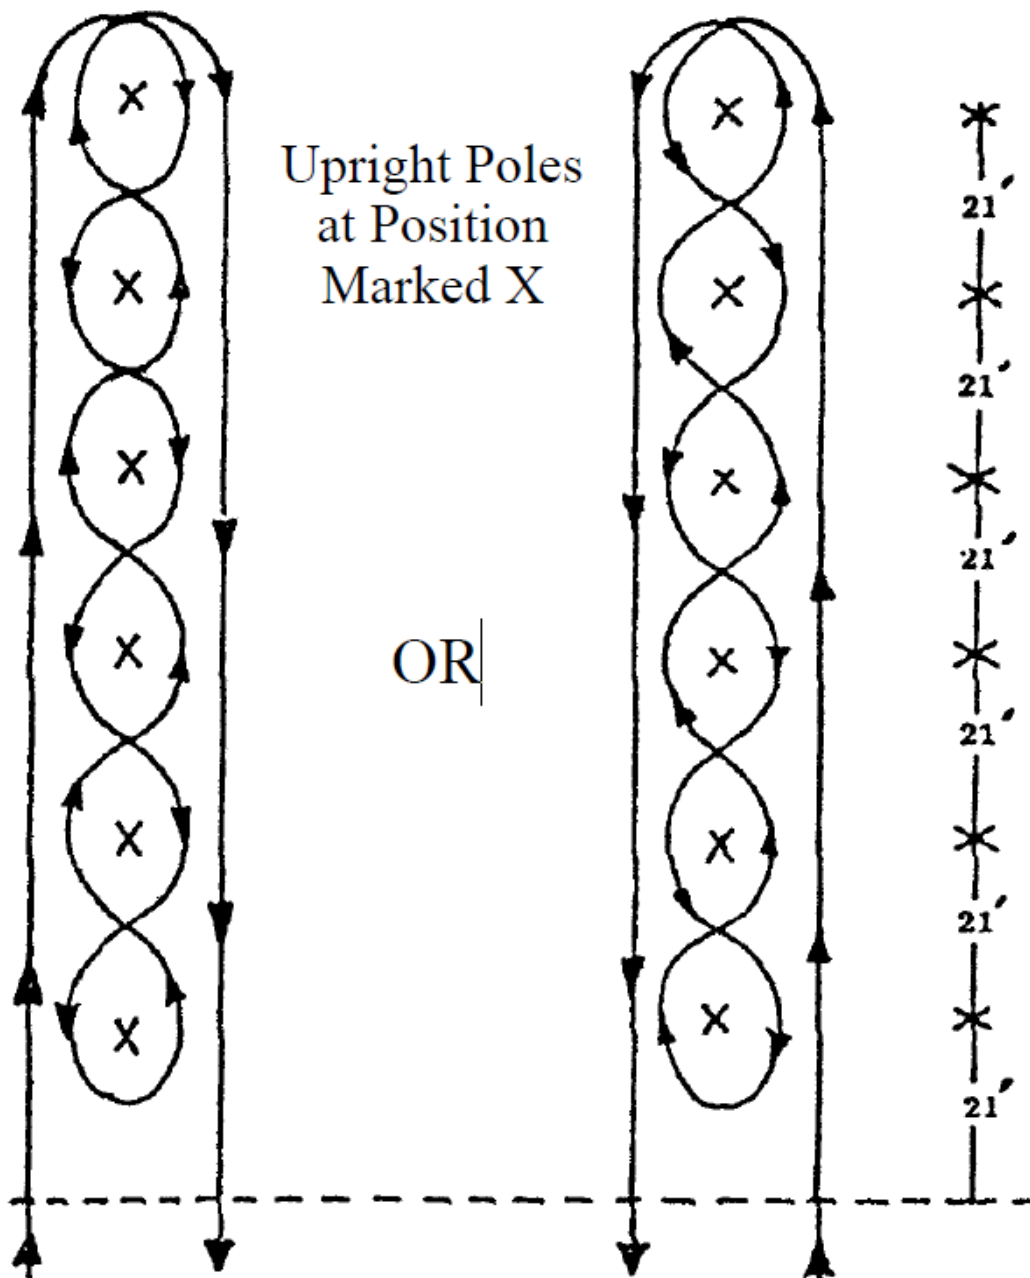 Upright Poles
at Position
Marked X
OR
X
X
X
X
X
X
X
X
X
X
X
X
21′
21′
21′
21′
21′
21′